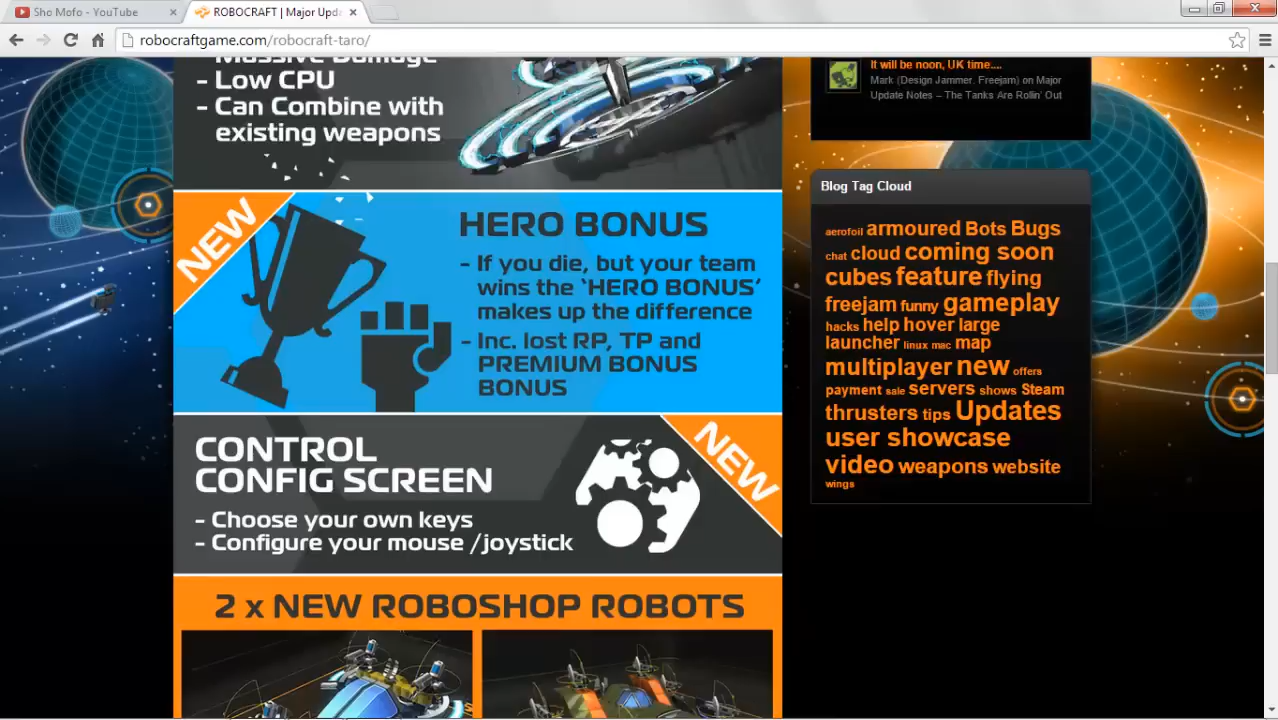 Sho Mofo - YouTube
ROBOCRAFT | Major Upd
robocraftgame.com/robocraft-taro/
- Massive Damage
- Low CPU
- Can Combine with
existing weapons
NEW
HERO BONUS
- If you die, but your team
wins the ‘HERO BONUS’
makes up the difference
- Inc. lost RP, TP and
PREMIUM BONUS
BONUS
CONTROL
CONFIG SCREEN
NEW
- Choose your own keys
- Configure your mouse /joystick
2 x NEW ROBOSHOP ROBOTS
It will be noon, UK time....
Mark (Design Jammer, Freejam) on Major
Update Notes – The Tanks Are Rollin' Out
Blog Tag Cloud
aerofoil armoured Bots Bugs
chat cloud coming soon
cubes feature flying
freejam funny gameplay
hacks help hover large
launcher linux mac map
multiplayer new offers
payment sale servers shows Steam
thrusters tips Updates
user showcase
video weapons website
wings